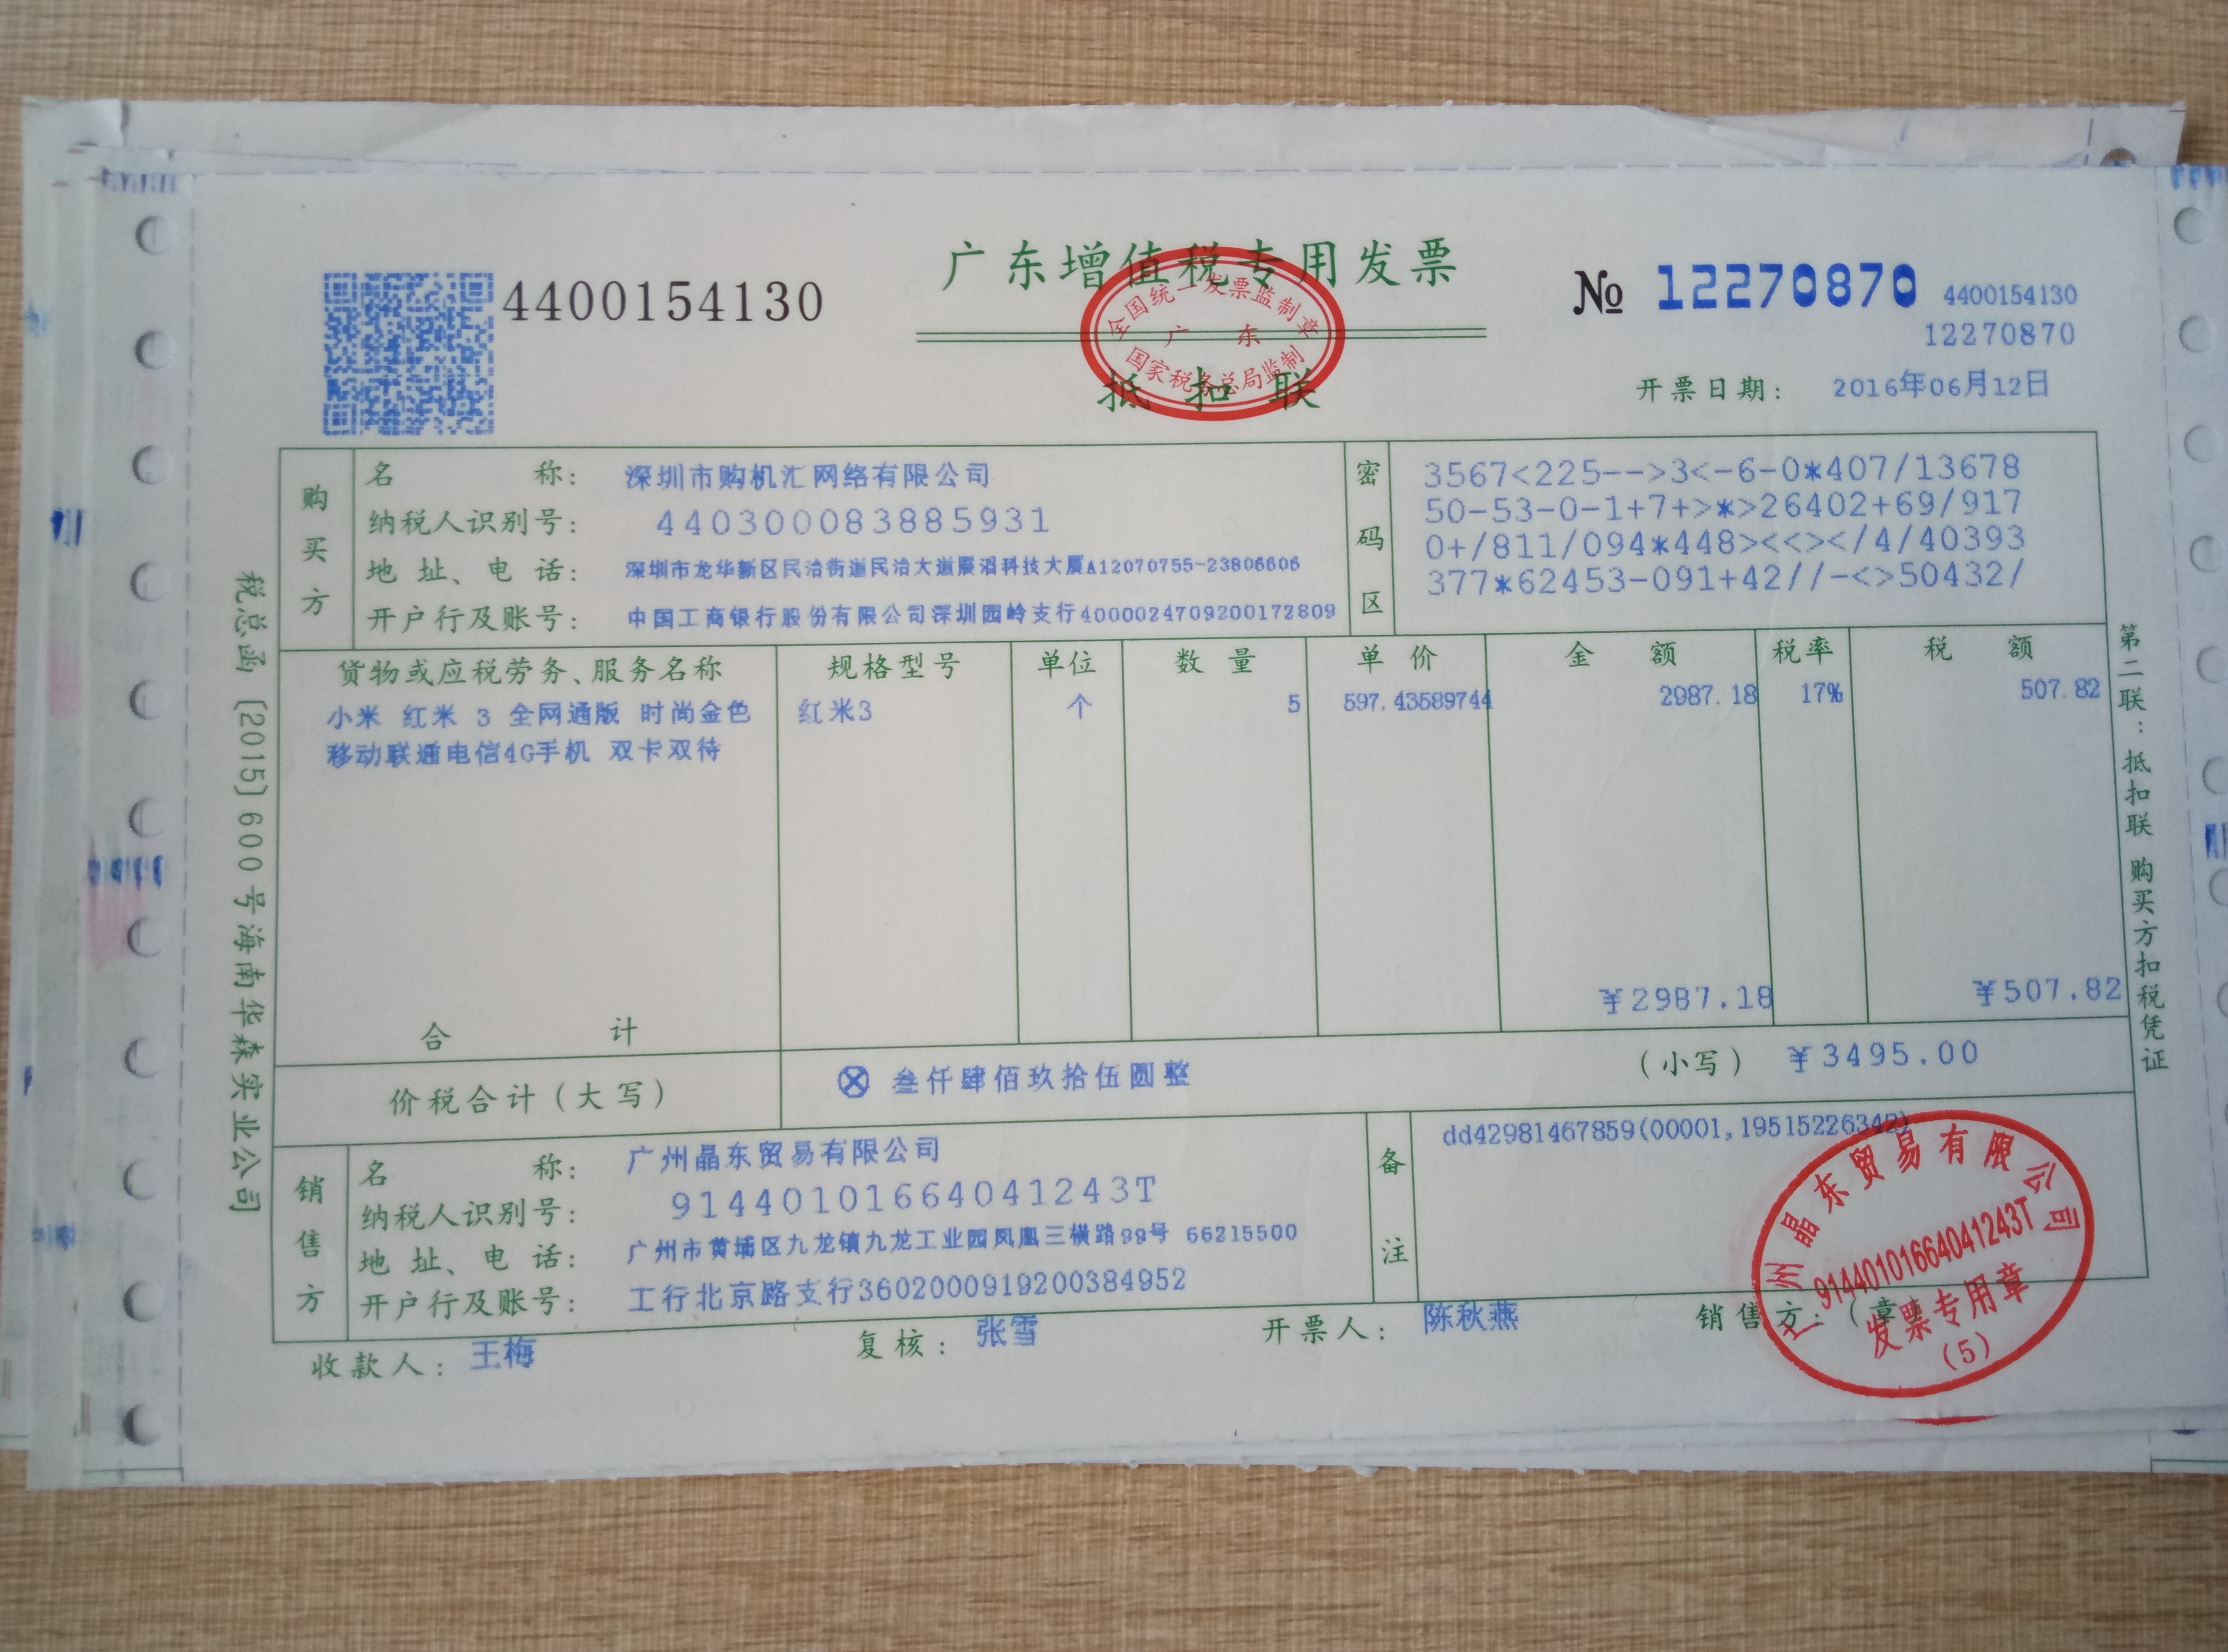 广东增值税专用发票
4400154130
№ 12270870
4400154130
12270870
全国统一发票监制章
广 东
国家税务总局监制
抵 扣 联
开票日期: 2016年06月12日
购买方
名 称: 深圳市购机汇网络有限公司
纳税人识别号: 440300083885931
地 址、电 话: 深圳市龙华新区民治街道民治大道展滔科技大厦A12070755-23806606
开户行及账号: 中国工商银行股份有限公司深圳园岭支行4000024709200172809
密码区
3567<225-->3<-6-0*407/13678
50-53-0-1+7+>*>26402+69/917
0+/811/094*448><<></4/40393
377*62453-091+42//-<>50432/
货物或应税劳务、服务名称 规格型号 单位 数 量 单 价 金 额 税率 税 额
小米 红米 3 全网通版 时尚金色 红米3 个 5 597.43589744 2987.18 17% 507.82
移动联通电信4G手机 双卡双待
合 计 ¥2987.18 ¥507.82
价税合计(大写) ⊗ 叁仟肆佰玖拾伍圆整 (小写) ¥3495.00
销售方
名 称: 广州晶东贸易有限公司
纳税人识别号: 91440101664041243T
地 址、电 话: 广州市黄埔区九龙镇九龙工业园凤凰三横路99号 66215500
开户行及账号: 工行北京路支行3602000919200384952
备注
dd42981467859(00001,19515226342)
收款人: 王梅 复核: 张雪 开票人: 陈秋燕 销售方:(章)
广州晶东贸易有限公司
91440101664041243T
发票专用章
(5)
税总函〔2015〕600号海南华森实业公司
第二联:抵扣联 购买方扣税凭证